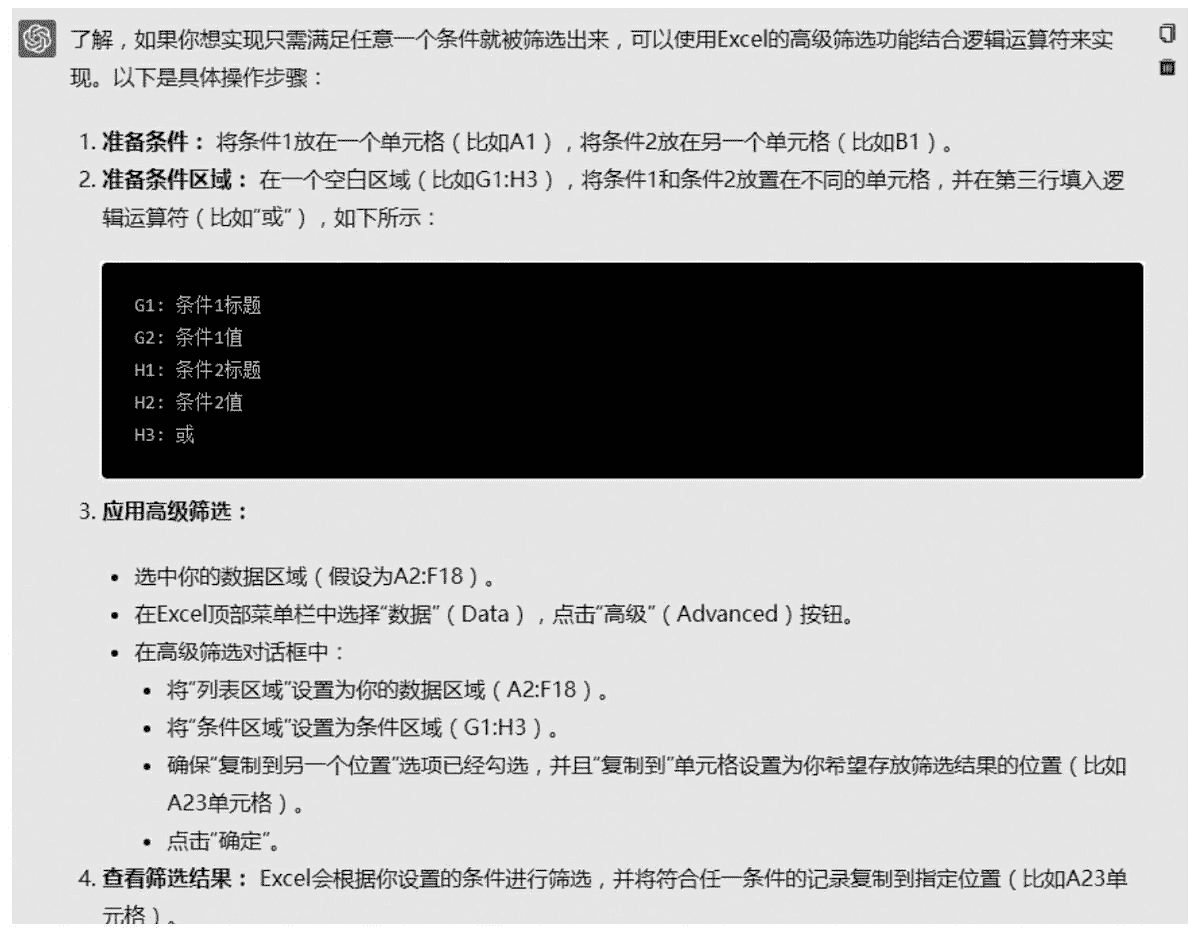 了解，如果你想实现只需满足任意一个条件就被筛选出来，可以使用Excel的高级筛选功能结合逻辑运算符来实
现。以下是具体操作步骤：
1. 准备条件： 将条件1放在一个单元格（比如A1），将条件2放在另一个单元格（比如B1）。
2. 准备条件区域： 在一个空白区域（比如G1:H3），将条件1和条件2放置在不同的单元格，并在第三行填入逻
辑运算符（比如"或"），如下所示：
G1: 条件1标题
G2: 条件1值
H1: 条件2标题
H2: 条件2值
H3: 或
3. 应用高级筛选：
• 选中你的数据区域（假设为A2:F18）。
• 在Excel顶部菜单栏中选择"数据"（Data），点击"高级"（Advanced）按钮。
• 在高级筛选对话框中：
• 将"列表区域"设置为你的数据区域（A2:F18）。
• 将"条件区域"设置为条件区域（G1:H3）。
• 确保"复制到另一个位置"选项已经勾选，并且"复制到"单元格设置为你希望存放筛选结果的位置（比如
A23单元格）。
• 点击"确定"。
4. 查看筛选结果： Excel会根据你设置的条件进行筛选，并将符合任一条件的记录复制到指定位置（比如A23单
元格）。